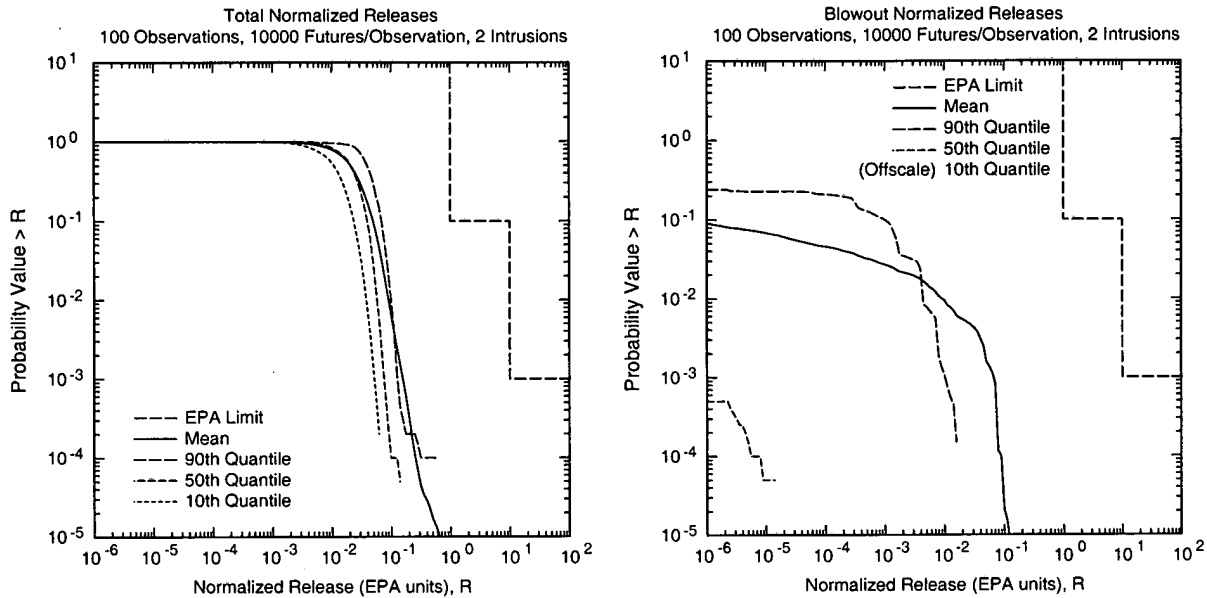 Total Normalized Releases
100 Observations, 10000 Futures/Observation, 2 Intrusions
Probability Value > R
10^1
10^0
10^-1
10^-2
10^-3
10^-4
10^-5
EPA Limit
Mean
90th Quantile
50th Quantile
10th Quantile
10^-6 10^-5 10^-4 10^-3 10^-2 10^-1 10^0 10^1 10^2
Normalized Release (EPA units), R
Blowout Normalized Releases
100 Observations, 10000 Futures/Observation, 2 Intrusions
Probability Value > R
10^1
10^0
10^-1
10^-2
10^-3
10^-4
10^-5
EPA Limit
Mean
90th Quantile
50th Quantile
(Offscale) 10th Quantile
10^-6 10^-5 10^-4 10^-3 10^-2 10^-1 10^0 10^1 10^2
Normalized Release (EPA units), R